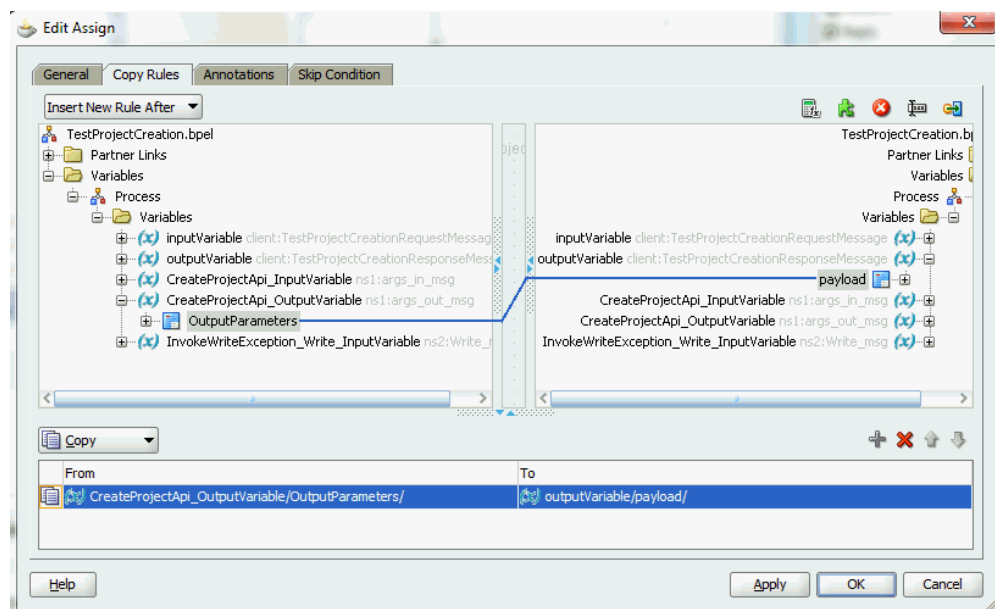 Edit Assign
General Copy Rules Annotations Skip Condition
Insert New Rule After
TestProjectCreation.bpel
Partner Links
Variables
Process
Variables
inputVariable client:TestProjectCreationRequestMessag
outputVariable client:TestProjectCreationResponseMess
CreateProjectApi_InputVariable ns1:args_in_msg
CreateProjectApi_OutputVariable ns1:args_out_msg
OutputParameters
InvokeWriteException_Write_InputVariable ns2:Write_r
TestProjectCreation.bp
Partner Links
Variables
Process
Variables
inputVariable client:TestProjectCreationRequestMessage
outputVariable client:TestProjectCreationResponseMessage
payload
CreateProjectApi_InputVariable ns1:args_in_msg
CreateProjectApi_OutputVariable ns1:args_out_msg
InvokeWriteException_Write_InputVariable ns2:Write_msg
Copy
From To
CreateProjectApi_OutputVariable/OutputParameters/ outputVariable/payload/
Help Apply OK Cancel